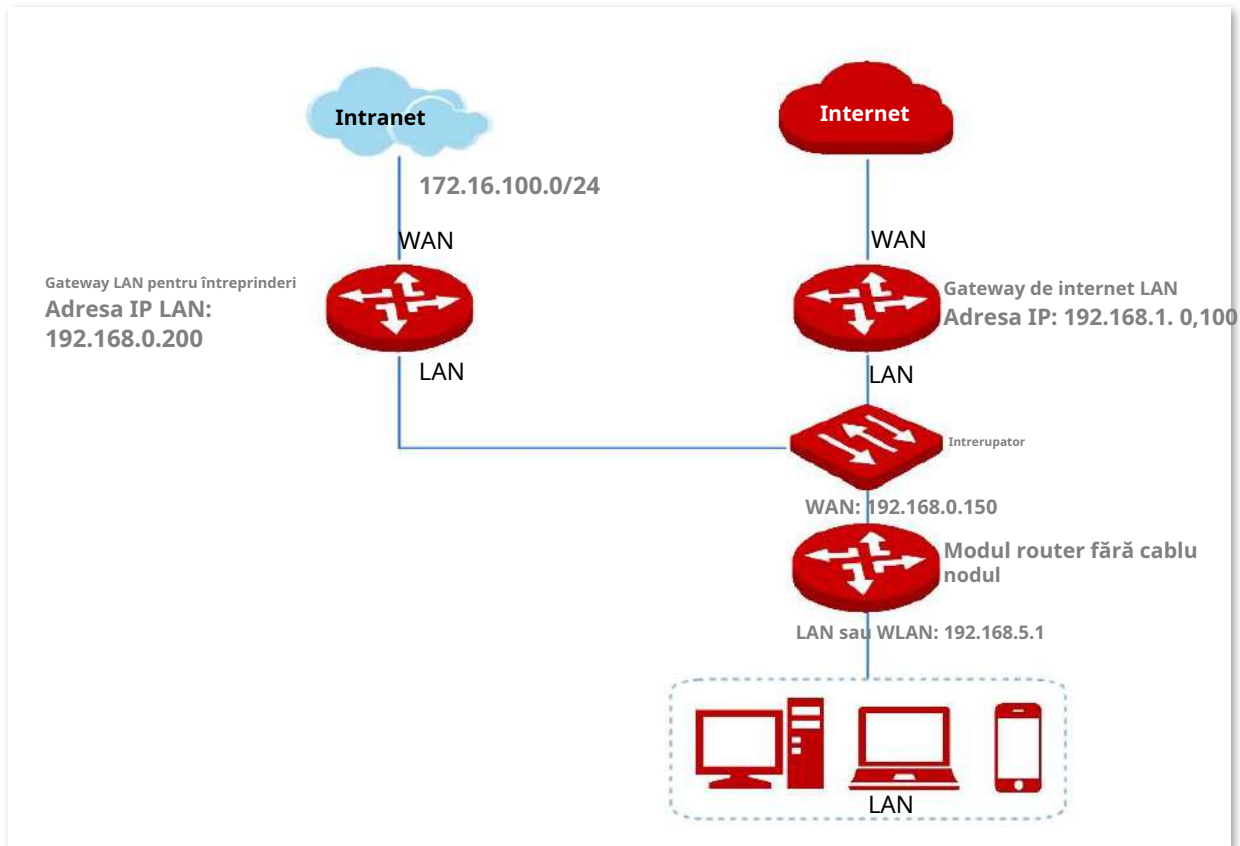 Intranet
Internet
172.16.100.0/24
WAN
WAN
Gateway LAN pentru întreprinderi
Adresa IP LAN:
192.168.0.200
Gateway de internet LAN
Adresa IP: 192.168.1. 0,100
LAN
LAN
Intrerupator
WAN: 192.168.0.150
Modul router fără cablu
nodul
LAN sau WLAN: 192.168.5.1
LAN